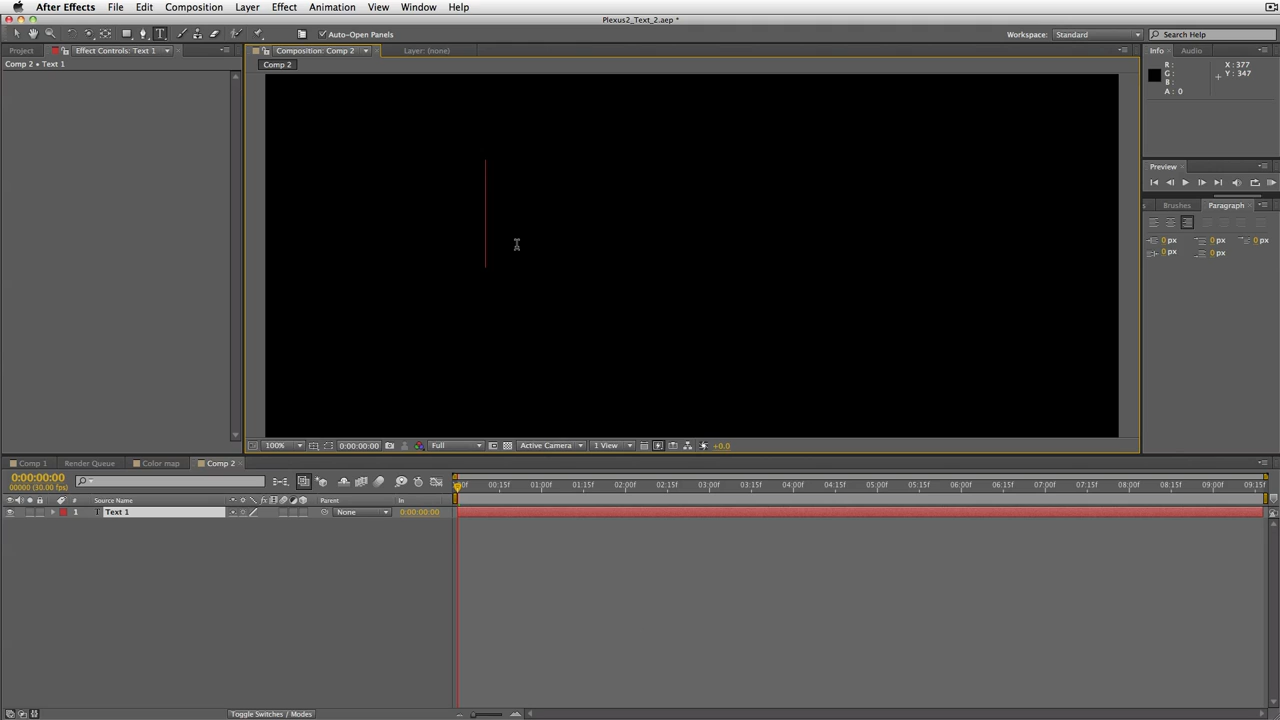 After Effects File Edit Composition Layer Effect Animation View Window Help
Plexus2_Text_2.aep *
Auto-Open Panels Workspace: Standard Search Help
Project Effect Controls: Text 1 Composition: Comp 2 Layer: (none) Info Audio
Comp 2 • Text 1 Comp 2
R: X: 377
G: Y: 347
B:
A: 0
Preview
Brushes Paragraph
0 px 0 px 0 px
0 px 0 px
100% 0:00:00:00 Full Active Camera 1 View +0.0
Comp 1 Render Queue Color map Comp 2
0:00:00:00
00000 (30.00 fps)
00:15f 01:00f 01:15f 02:00f 02:15f 03:00f 03:15f 04:00f 04:15f 05:00f 05:15f 06:00f 06:15f 07:00f 07:15f 08:00f 08:15f 09:00f 09:15f
# Source Name fx Parent In
1 T Text 1 None 0:00:00:00
Toggle Switches / Modes